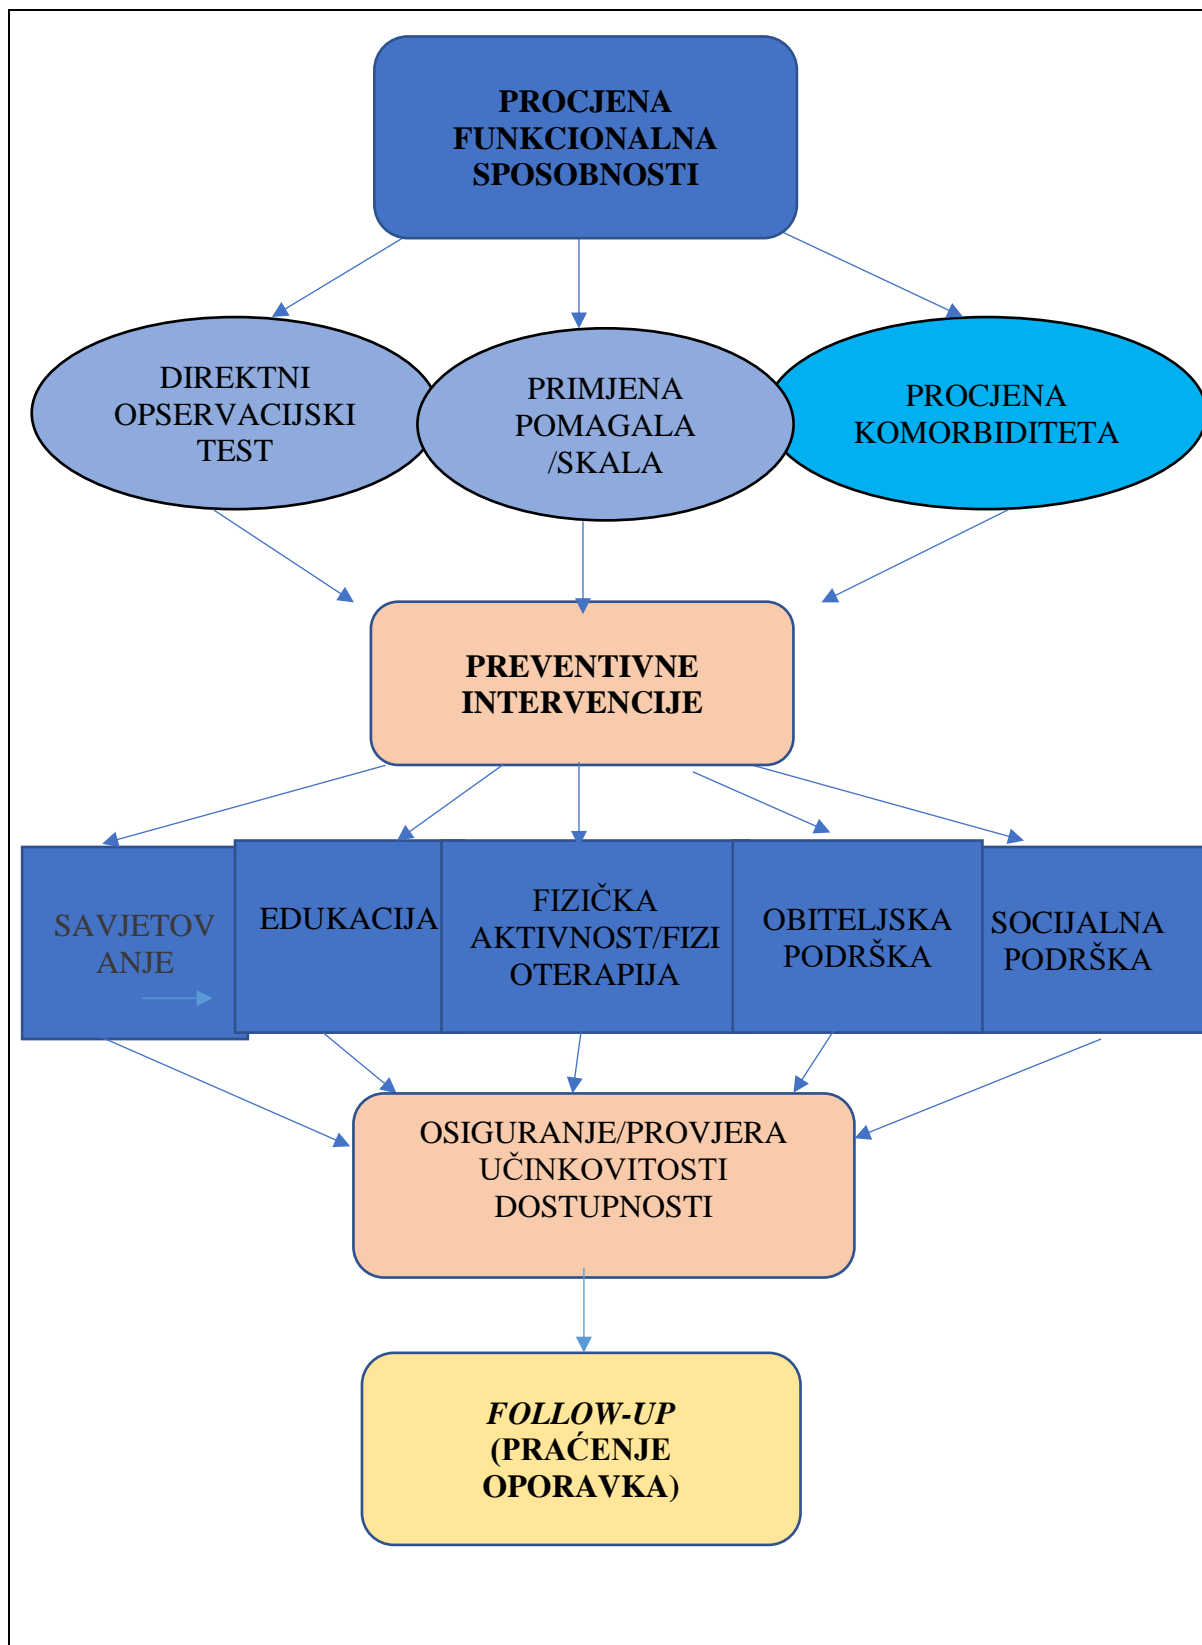 PROCJENA
FUNKCIONALNA
SPOSOBNOSTI
DIREKTNI
OPSERVACIJSKI
TEST
PRIMJENA
POMAGALA
/SKALA
PROCJENA
KOMORBIDITETA
PREVENTIVNE
INTERVENCIJE
SAVJETOV
ANJE
EDUKACIJA
FIZIČKA
AKTIVNOST/FIZI
OTERAPIJA
OBITELJSKA
PODRŠKA
SOCIJALNA
PODRŠKA
OSIGURANJE/PROVJERA
UČINKOVITOSTI
DOSTUPNOSTI
FOLLOW-UP
(PRAĆENJE
OPORAVKA)